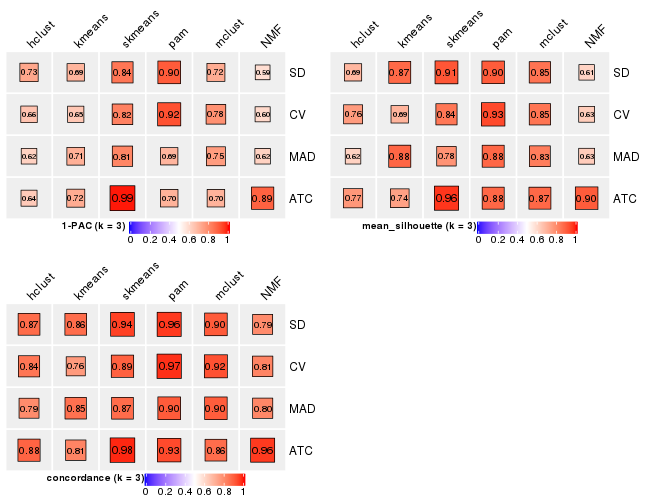 hclust kmeans skmeans pam mclust NMF
0.73 0.69 0.84 0.90 0.72 0.59 SD
0.66 0.65 0.82 0.92 0.78 0.60 CV
0.62 0.71 0.81 0.69 0.75 0.62 MAD
0.64 0.72 0.99 0.70 0.70 0.89 ATC
1-PAC (k = 3)
0 0.2 0.4 0.6 0.8 1
hclust kmeans skmeans pam mclust NMF
0.69 0.87 0.91 0.90 0.85 0.61 SD
0.76 0.69 0.84 0.93 0.85 0.63 CV
0.62 0.88 0.78 0.88 0.83 0.63 MAD
0.77 0.74 0.96 0.88 0.87 0.90 ATC
mean_silhouette (k = 3)
0 0.2 0.4 0.6 0.8 1
hclust kmeans skmeans pam mclust NMF
0.87 0.86 0.94 0.96 0.90 0.79 SD
0.84 0.76 0.89 0.97 0.92 0.81 CV
0.79 0.85 0.87 0.90 0.90 0.80 MAD
0.88 0.81 0.98 0.93 0.86 0.96 ATC
concordance (k = 3)
0 0.2 0.4 0.6 0.8 1